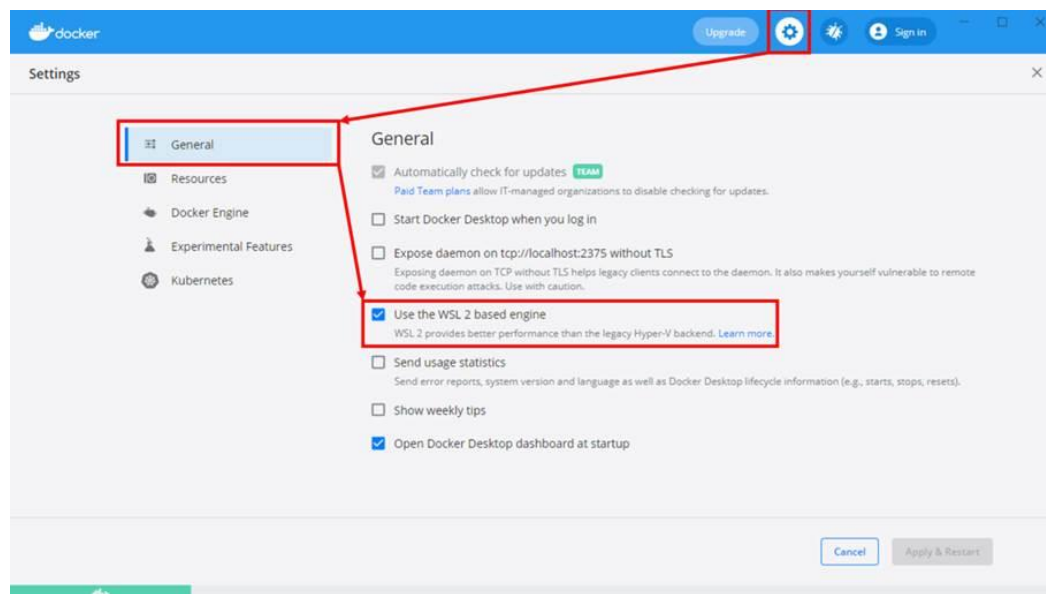 docker
Upgrade
Sign in
Settings
General
Resources
Docker Engine
Experimental Features
Kubernetes
General
Automatically check for updates TEAM
Paid Team plans allow IT-managed organizations to disable checking for updates.
Start Docker Desktop when you log in
Expose daemon on tcp://localhost:2375 without TLS
Exposing daemon on TCP without TLS helps legacy clients connect to the daemon. It also makes yourself vulnerable to remote
code execution attacks. Use with caution.
Use the WSL 2 based engine
WSL 2 provides better performance than the legacy Hyper-V backend. Learn more.
Send usage statistics
Send error reports, system version and language as well as Docker Desktop lifecycle information (e.g., starts, stops, resets).
Show weekly tips
Open Docker Desktop dashboard at startup
Cancel
Apply & Restart